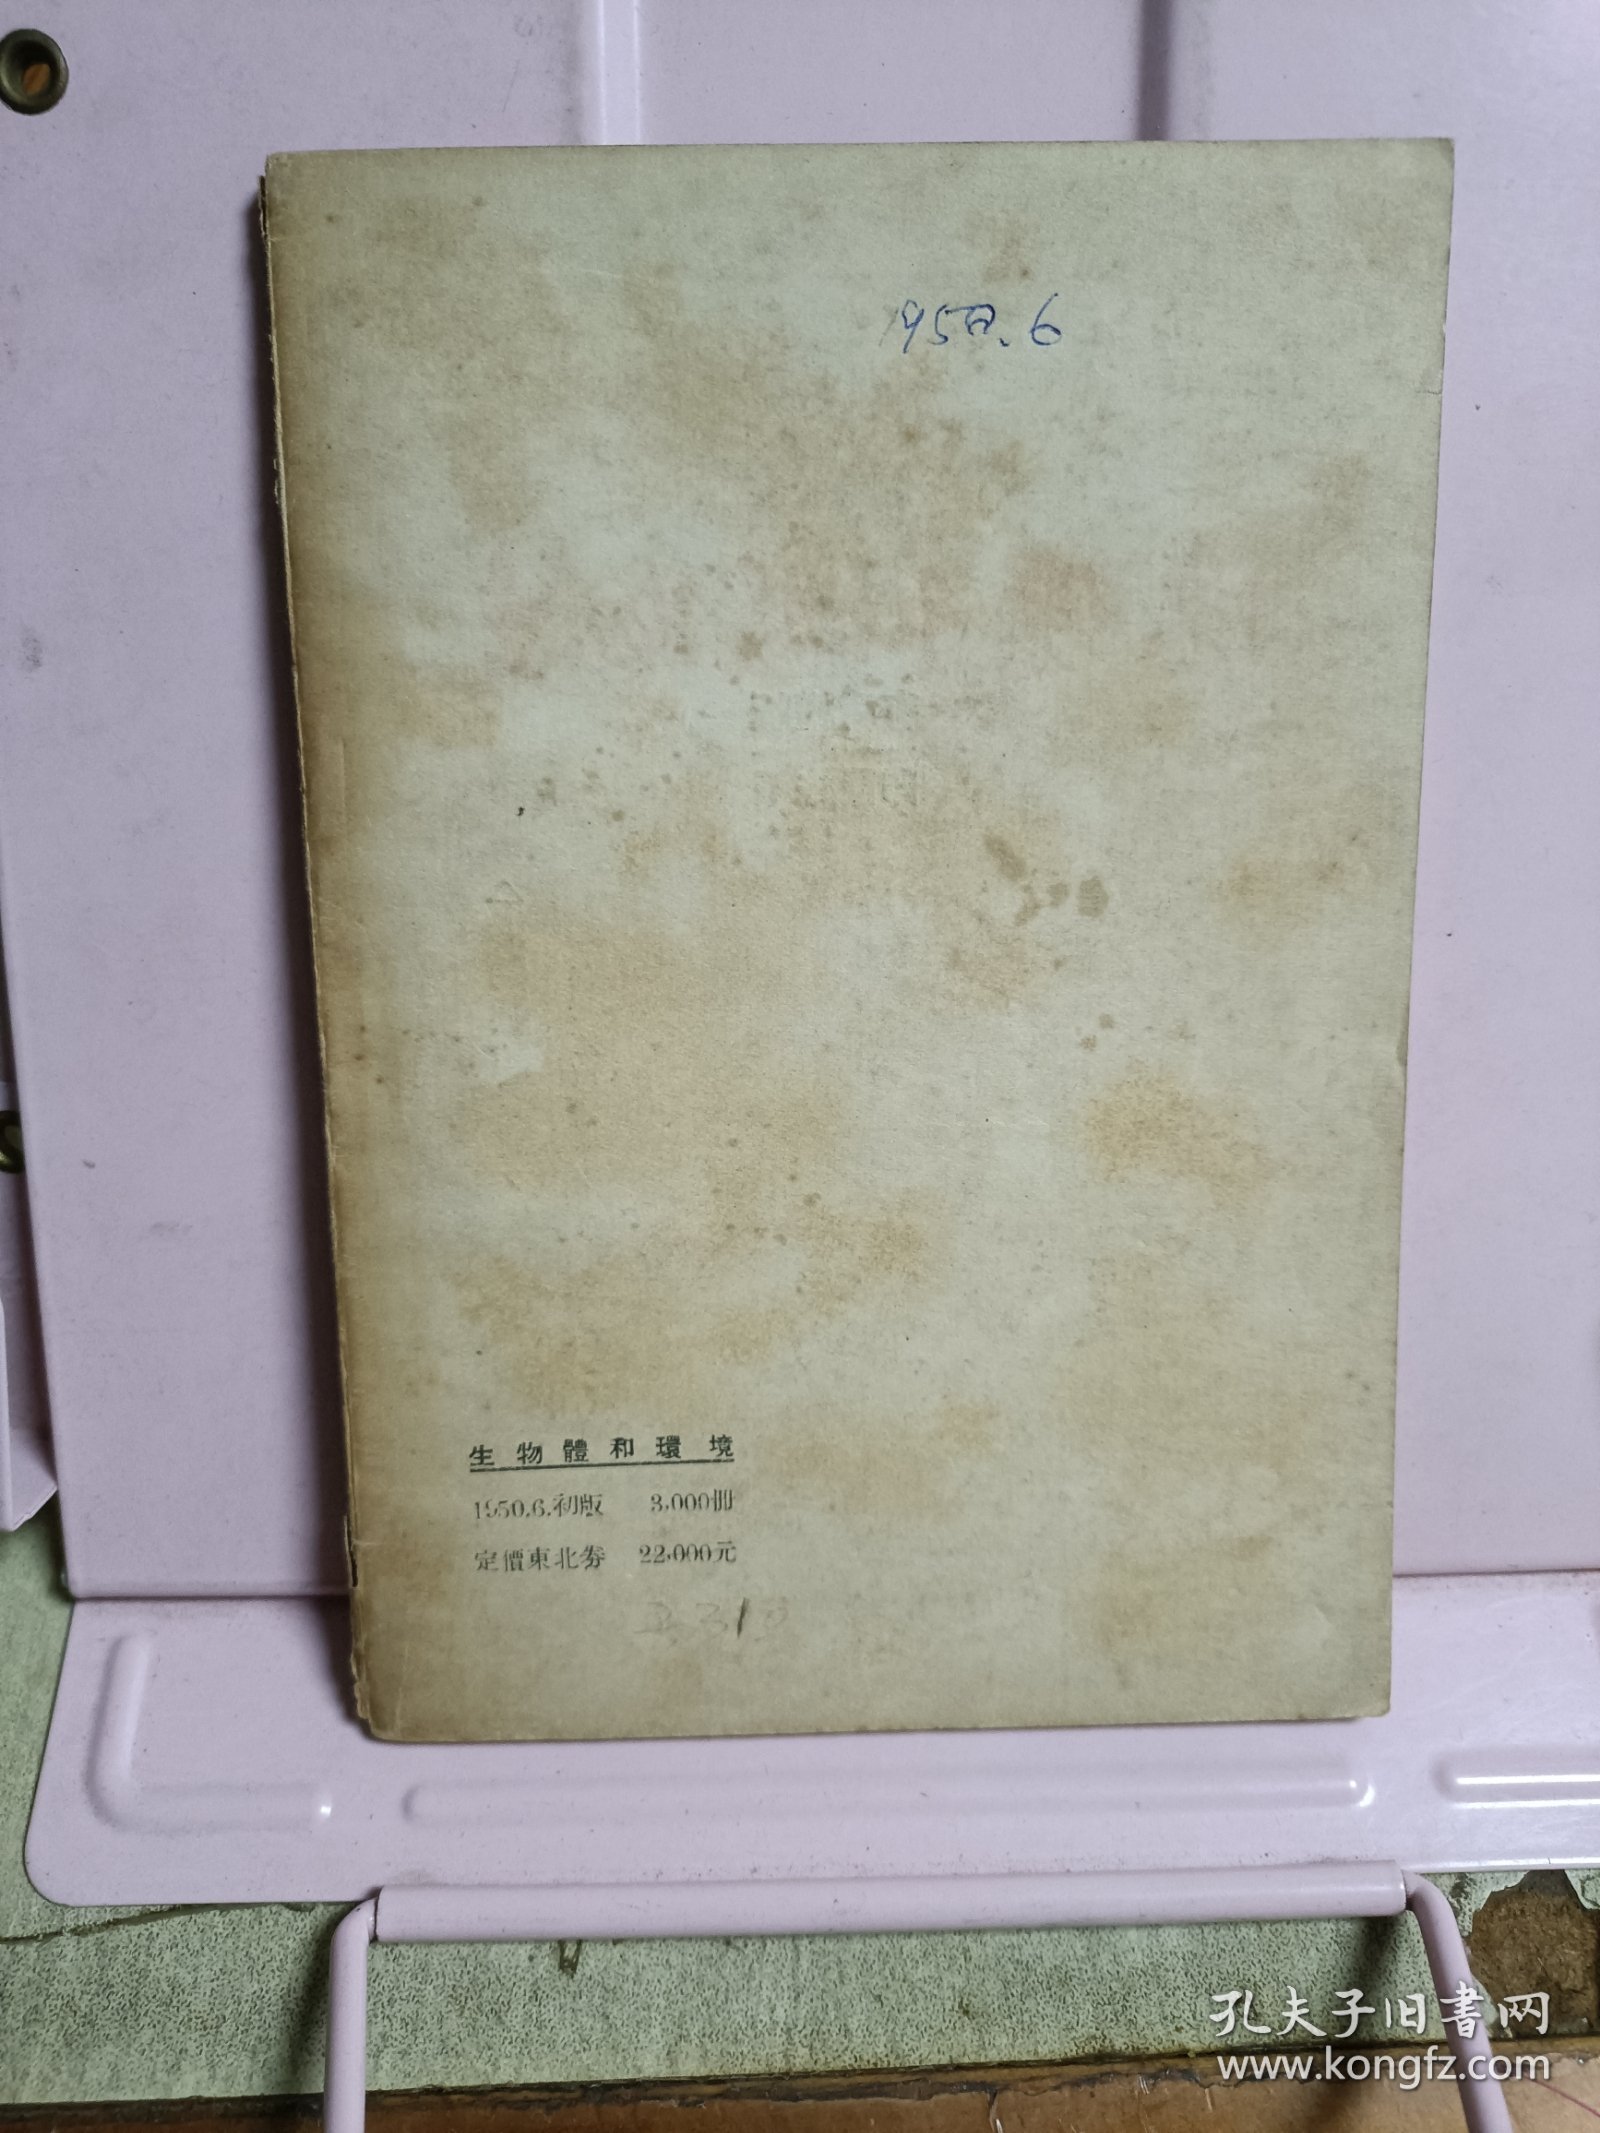 1950.6
生物體和環境
1950.6.初版 3,000冊
定價東北券 22,000元
孔夫子旧书网
www.kongfz.com